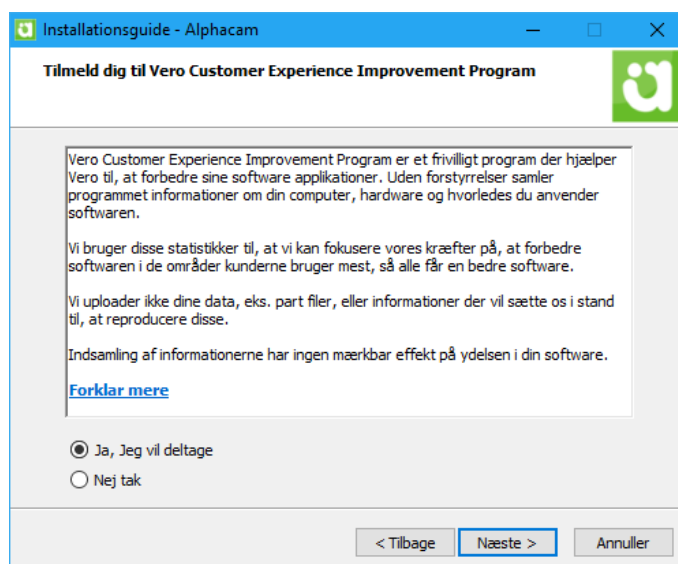 Installationsguide - Alphacam
Tilmeld dig til Vero Customer Experience Improvement Program
Vero Customer Experience Improvement Program er et frivilligt program der hjælper
Vero til, at forbedre sine software applikationer. Uden forstyrrelser samler
programmet informationer om din computer, hardware og hvorledes du anvender
softwaren.
Vi bruger disse statistikker til, at vi kan fokusere vores kræfter på, at forbedre
softwaren i de områder kunderne bruger mest, så alle får en bedre software.
Vi uploader ikke dine data, eks. part filer, eller informationer der vil sætte os i stand
til, at reproducere disse.
Indsamling af informationerne har ingen mærkbar effekt på ydelsen i din software.
Forklar mere
Ja, Jeg vil deltage
Nej tak
< Tilbage
Næste >
Annuller